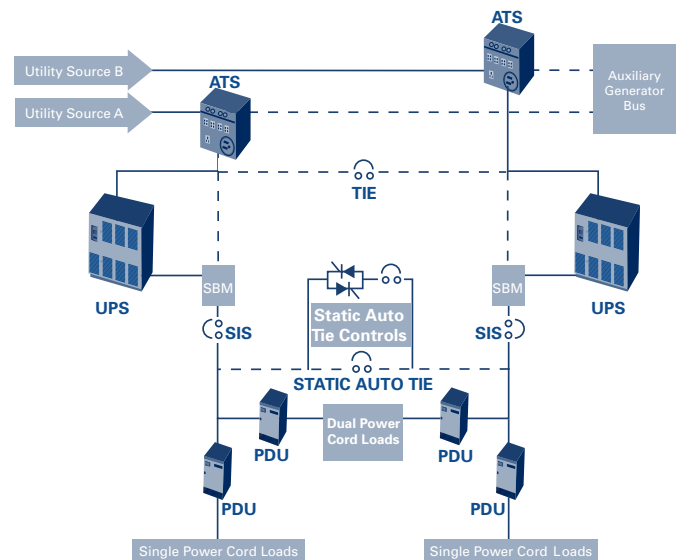 ATS
Utility Source B
ATS
Auxiliary
Generator
Bus
Utility Source A
TIE
SBM
SBM
UPS
UPS
Static Auto
Tie Controls
SIS
SIS
STATIC AUTO TIE
Dual Power
Cord Loads
PDU
PDU
PDU
PDU
Single Power Cord Loads
Single Power Cord Loads